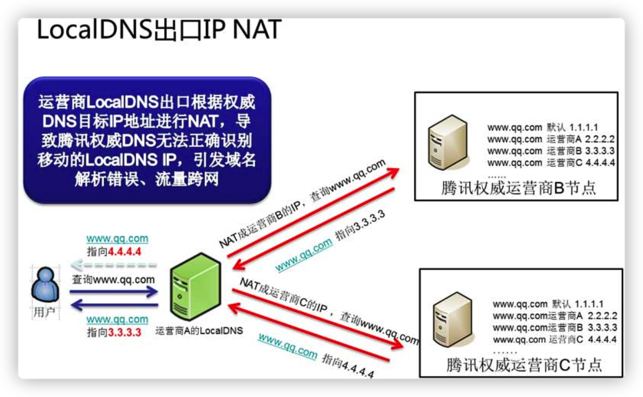 LocalDNS出口IP NAT
运营商LocalDNS出口根据权威
DNS目标IP地址进行NAT，导
致腾讯权威DNS无法正确识别
移动的LocalDNS IP，引发域名
解析错误、流量跨网
www.qq.com 默认 1.1.1.1
www.qq.com 运营商A 2.2.2.2
www.qq.com 运营商B 3.3.3.3
www.qq.com 运营商C 4.4.4.4
......
腾讯权威运营商B节点
NAT成运营商B的IP，查询www.qq.com
www.qq.com 指向3.3.3.3
www.qq.com
指向4.4.4.4
查询www.qq.com
用户
www.qq.com
指向3.3.3.3
运营商A的LocalDNS
NAT成运营商C的IP，查询www.qq.com
www.qq.com 指向4.4.4.4
www.qq.com 默认 1.1.1.1
www.qq.com 运营商A 2.2.2.2
www.qq.com 运营商B 3.3.3.3
www.qq.com 运营商C 4.4.4.4
......
腾讯权威运营商C节点